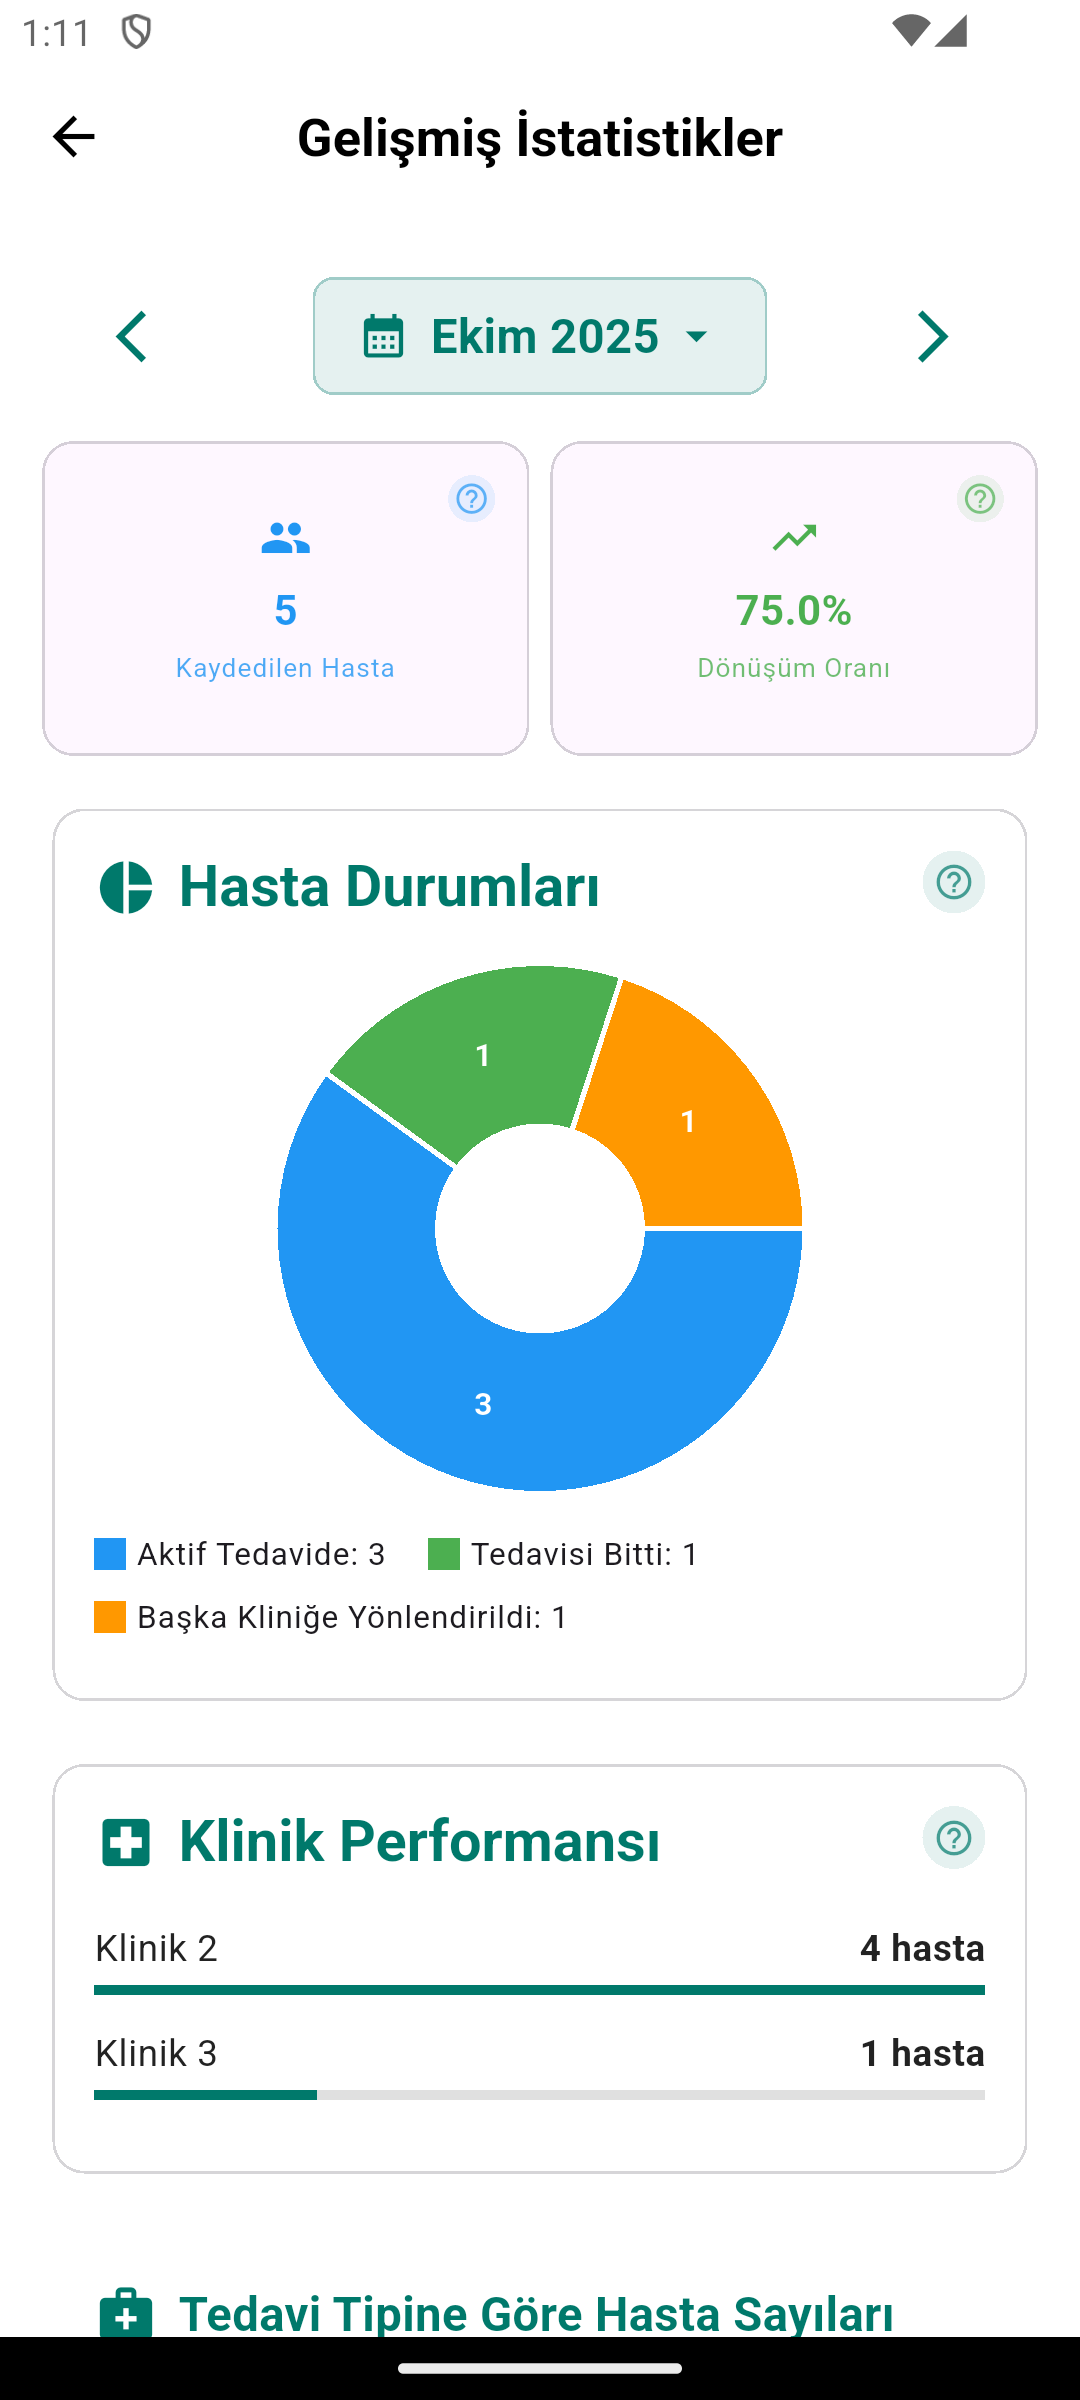 1:11
Gelişmiş İstatistikler
Ekim 2025
5
Kaydedilen Hasta
75.0%
Dönüşüm Oranı
Hasta Durumları
1
1
3
Aktif Tedavide: 3
Tedavisi Bitti: 1
Başka Kliniğe Yönlendirildi: 1
Klinik Performansı
Klinik 2
4 hasta
Klinik 3
1 hasta
Tedavi Tipine Göre Hasta Sayıları